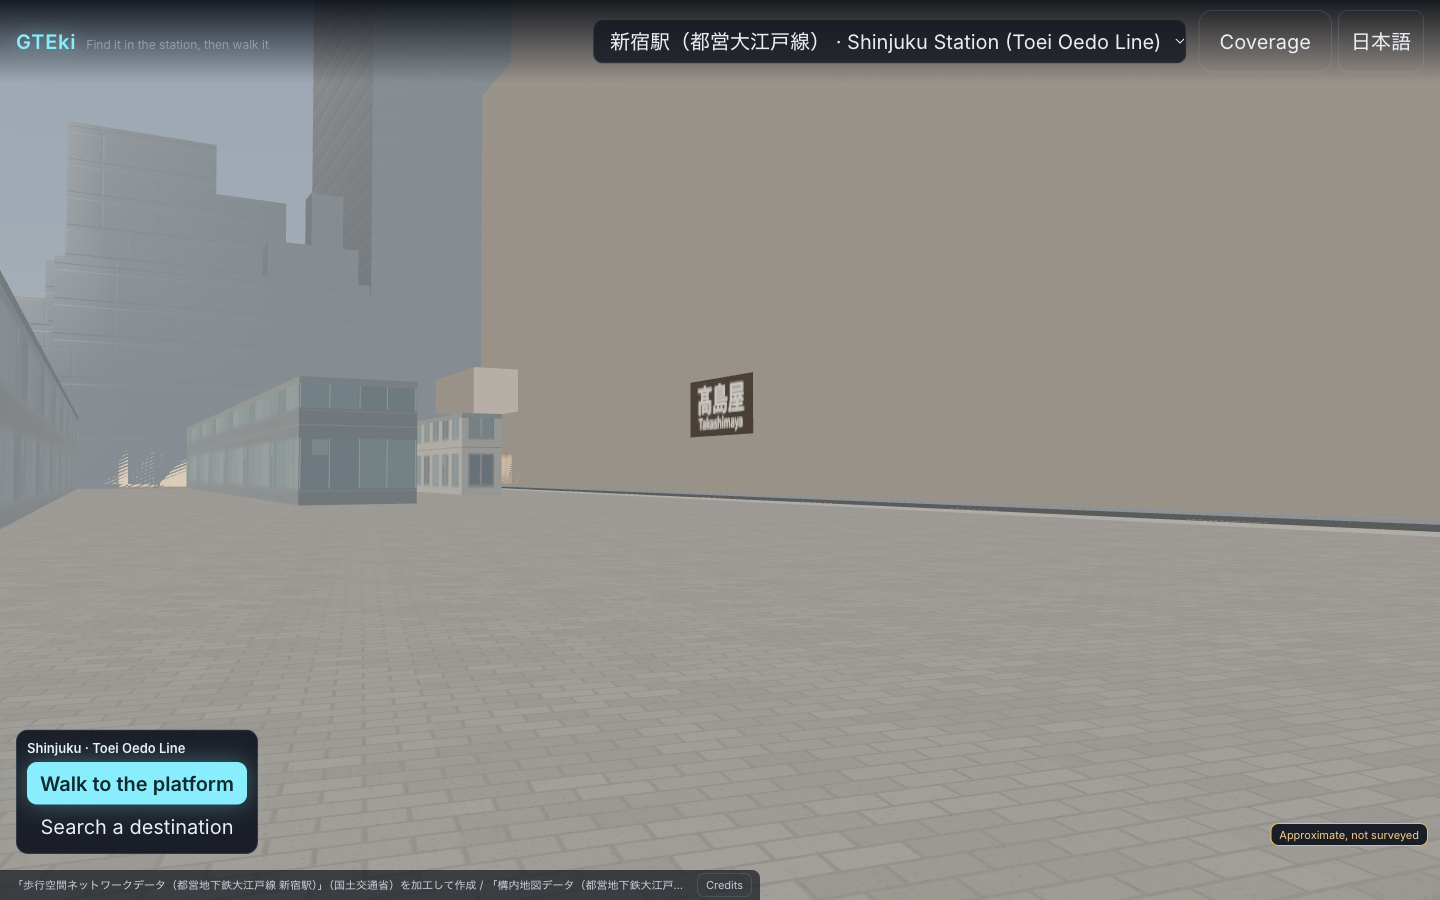 GTEki Find it in the station, then walk it
新宿駅（都営大江戸線） · Shinjuku Station (Toei Oedo Line)
Coverage
日本語
髙島屋
Takashimaya
Shinjuku · Toei Oedo Line
Walk to the platform
Search a destination
Approximate, not surveyed
「歩行空間ネットワークデータ（都営地下鉄大江戸線 新宿駅）」（国土交通省）を加工して作成 / 「構内地図データ（都営地下鉄大江戸...
Credits